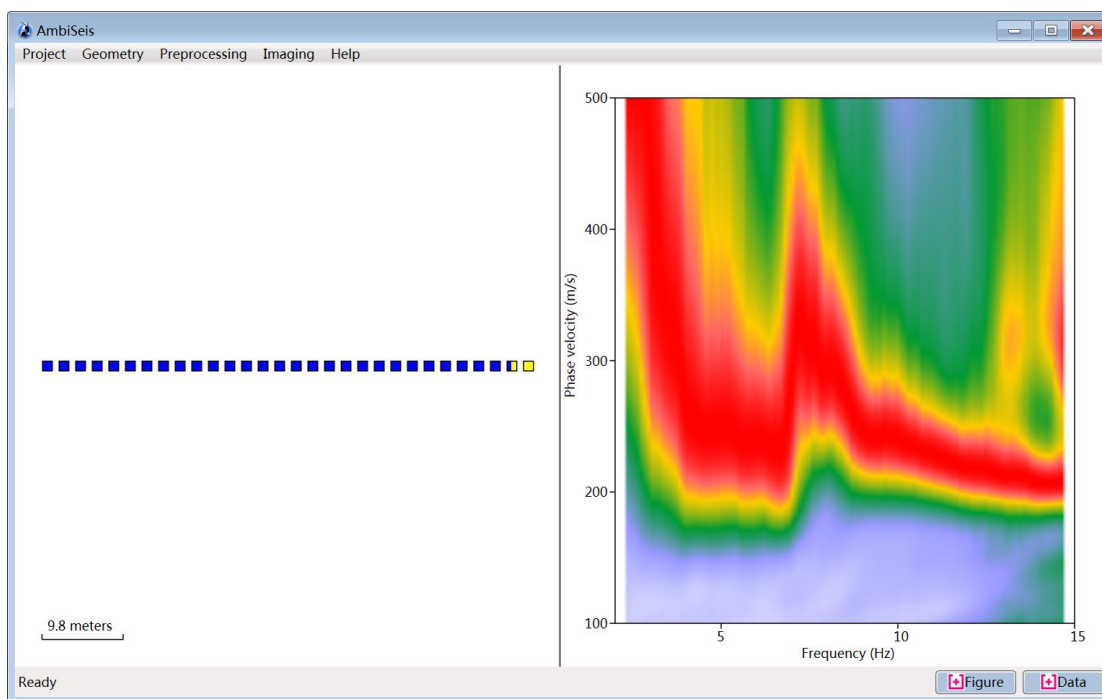 AmbiSeis
Project Geometry Preprocessing Imaging Help
500
400
300
200
100
Phase velocity (m/s)
5 10 15
Frequency (Hz)
9.8 meters
Ready
Figure Data